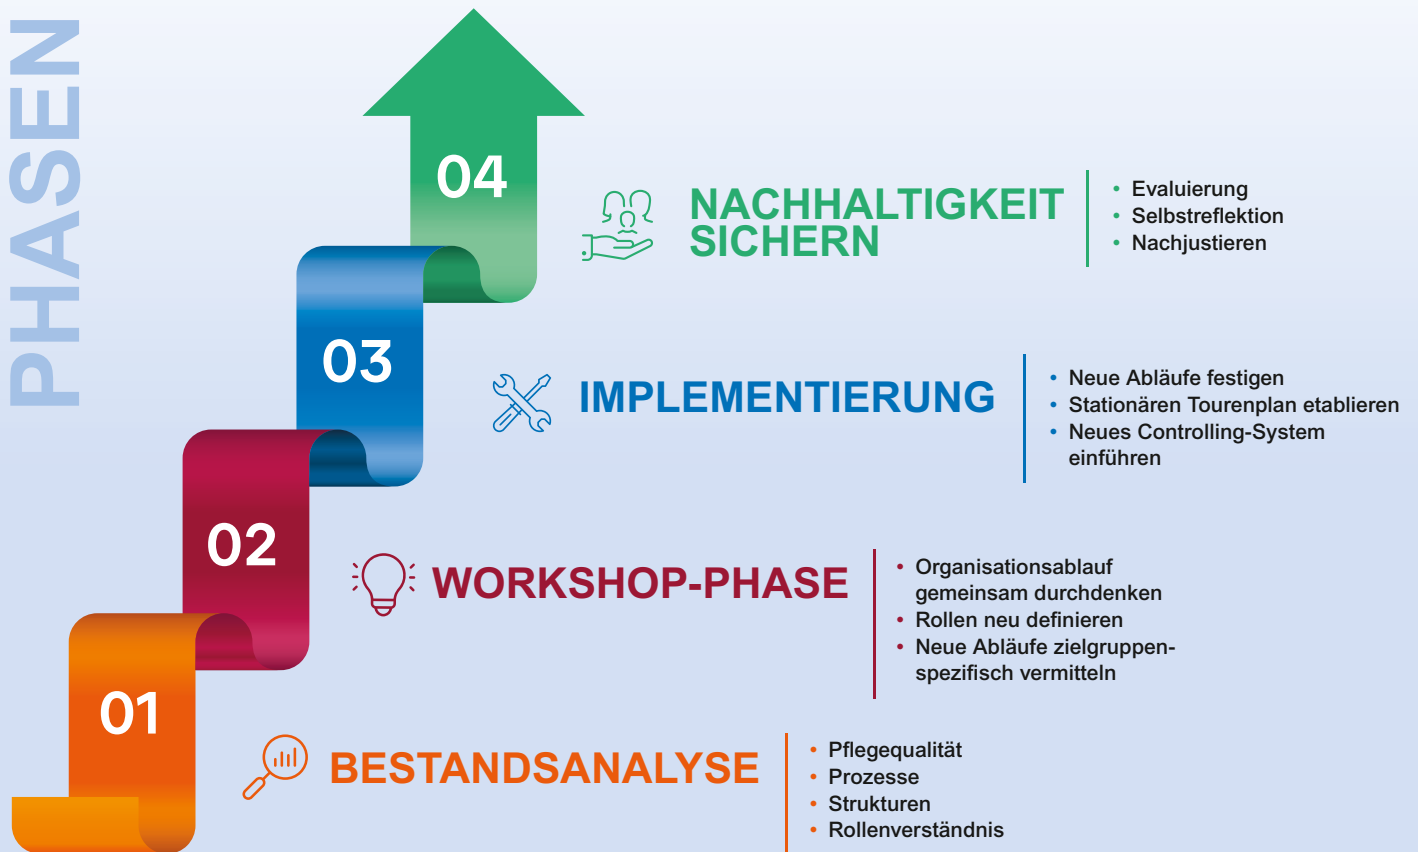 PHASEN
04
NACHHALTIGKEIT
SICHERN
• Evaluierung
• Selbstreflektion
• Nachjustieren
03
IMPLEMENTIERUNG
• Neue Abläufe festigen
• Stationären Tourenplan etablieren
• Neues Controlling-System
einführen
02
WORKSHOP-PHASE
• Organisationsablauf
gemeinsam durchdenken
• Rollen neu definieren
• Neue Abläufe zielgruppen-
spezifisch vermitteln
01
BESTANDSANALYSE
• Pflegequalität
• Prozesse
• Strukturen
• Rollenverständnis